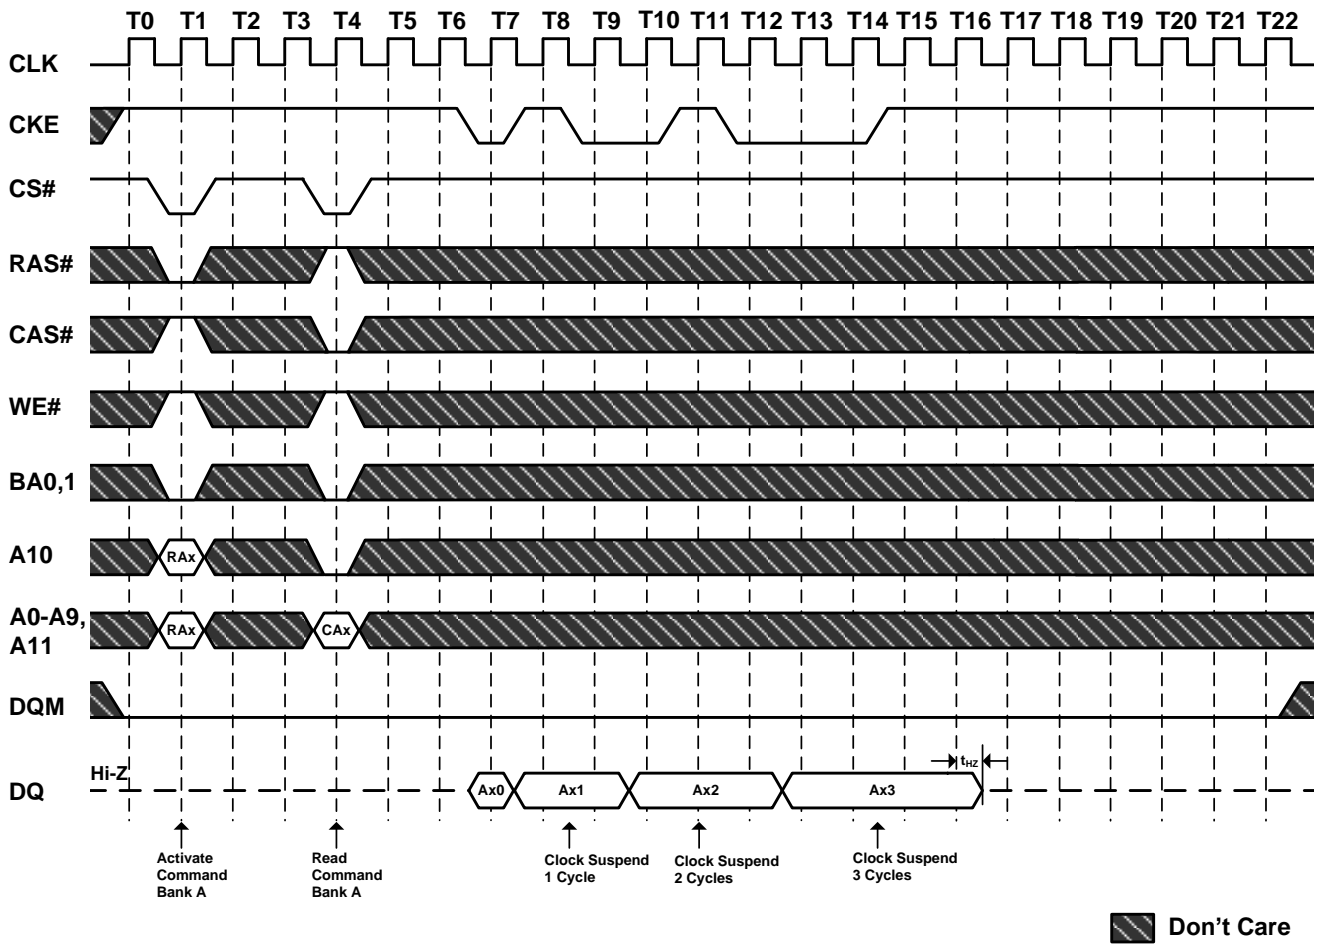 T0 T1 T2 T3 T4 T5 T6 T7 T8 T9 T10 T11 T12 T13 T14 T15 T16 T17 T18 T19 T20 T21 T22
CLK
CKE
CS#
RAS#
CAS#
WE#
BA0,1
A10
RAx
A0-A9,
A11
RAx
CAx
DQM
Hi-Z
tHZ
DQ
Ax0
Ax1
Ax2
Ax3
Activate
Command
Bank A
Read
Command
Bank A
Clock Suspend
1 Cycle
Clock Suspend
2 Cycles
Clock Suspend
3 Cycles
Don't Care